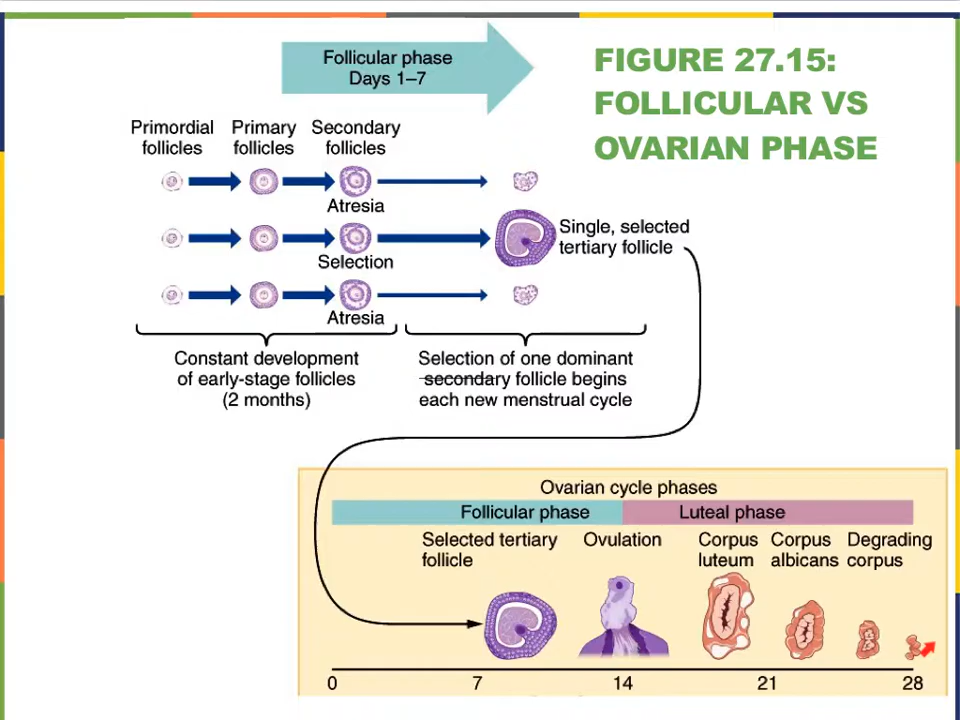 Follicular phase
Days 1–7
FIGURE 27.15:
FOLLICULAR VS
OVARIAN PHASE
Primordial
follicles
Primary
follicles
Secondary
follicles
Atresia
Selection
Atresia
Single, selected
tertiary follicle
Constant development
of early-stage follicles
(2 months)
Selection of one dominant
secondary follicle begins
each new menstrual cycle
Ovarian cycle phases
Follicular phase
Luteal phase
Selected tertiary
follicle
Ovulation
Corpus
luteum
Corpus
albicans
Degrading
corpus
0 7 14 21 28